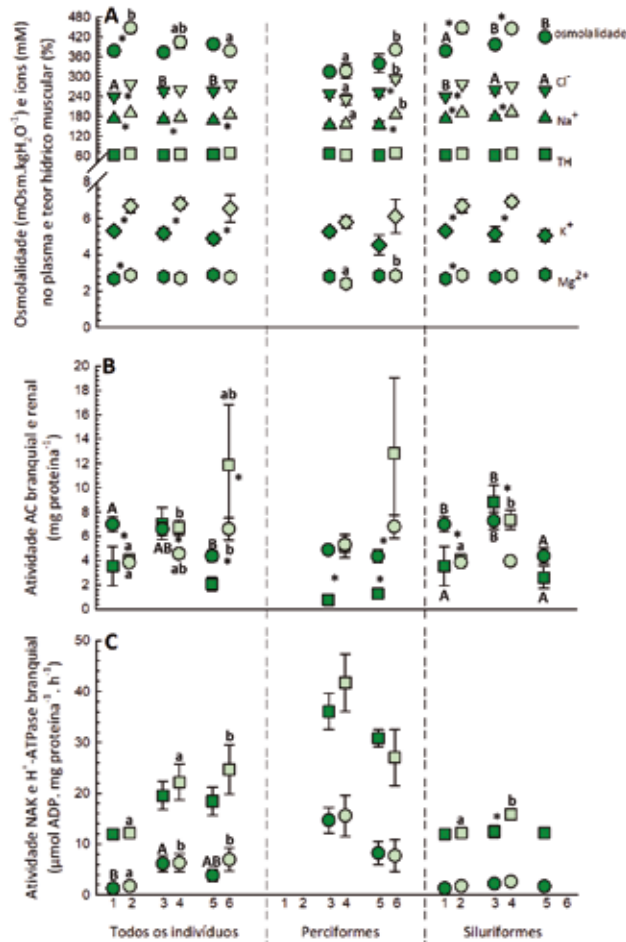 A
Osmolalidade (mOsm.kgH₂O⁻¹) e íons (mM)
no plasma e teor hídrico muscular (%)
480
420
360
300
240
180
120
60
8
6
4
2
0
* b ab B B a
a * b
* A * B B
osmolalidade
A B B
a *
* A * A A
Cl⁻
* * *
a b *
* *
Na⁺
TH
* * *
* *
K⁺
*
a b
*
Mg²⁺
B
Atividade AC branquial e renal
(mg proteína⁻¹)
20
18
16
14
12
10
8
6
4
2
0
A * a a
AB * b ab
B ab * b *
* * *
B * a A
B * b
A A
C
Atividade NAK e H⁺-ATPase branquial
(µmol ADP. mg proteína⁻¹. h⁻¹)
50
40
30
20
10
0
a B a
a A b
b AB b
a * b
1 2 3 4 5 6 1 2 3 4 5 6 1 2 3 4 5 6
Todos os indivíduos Perciformes Siluriformes